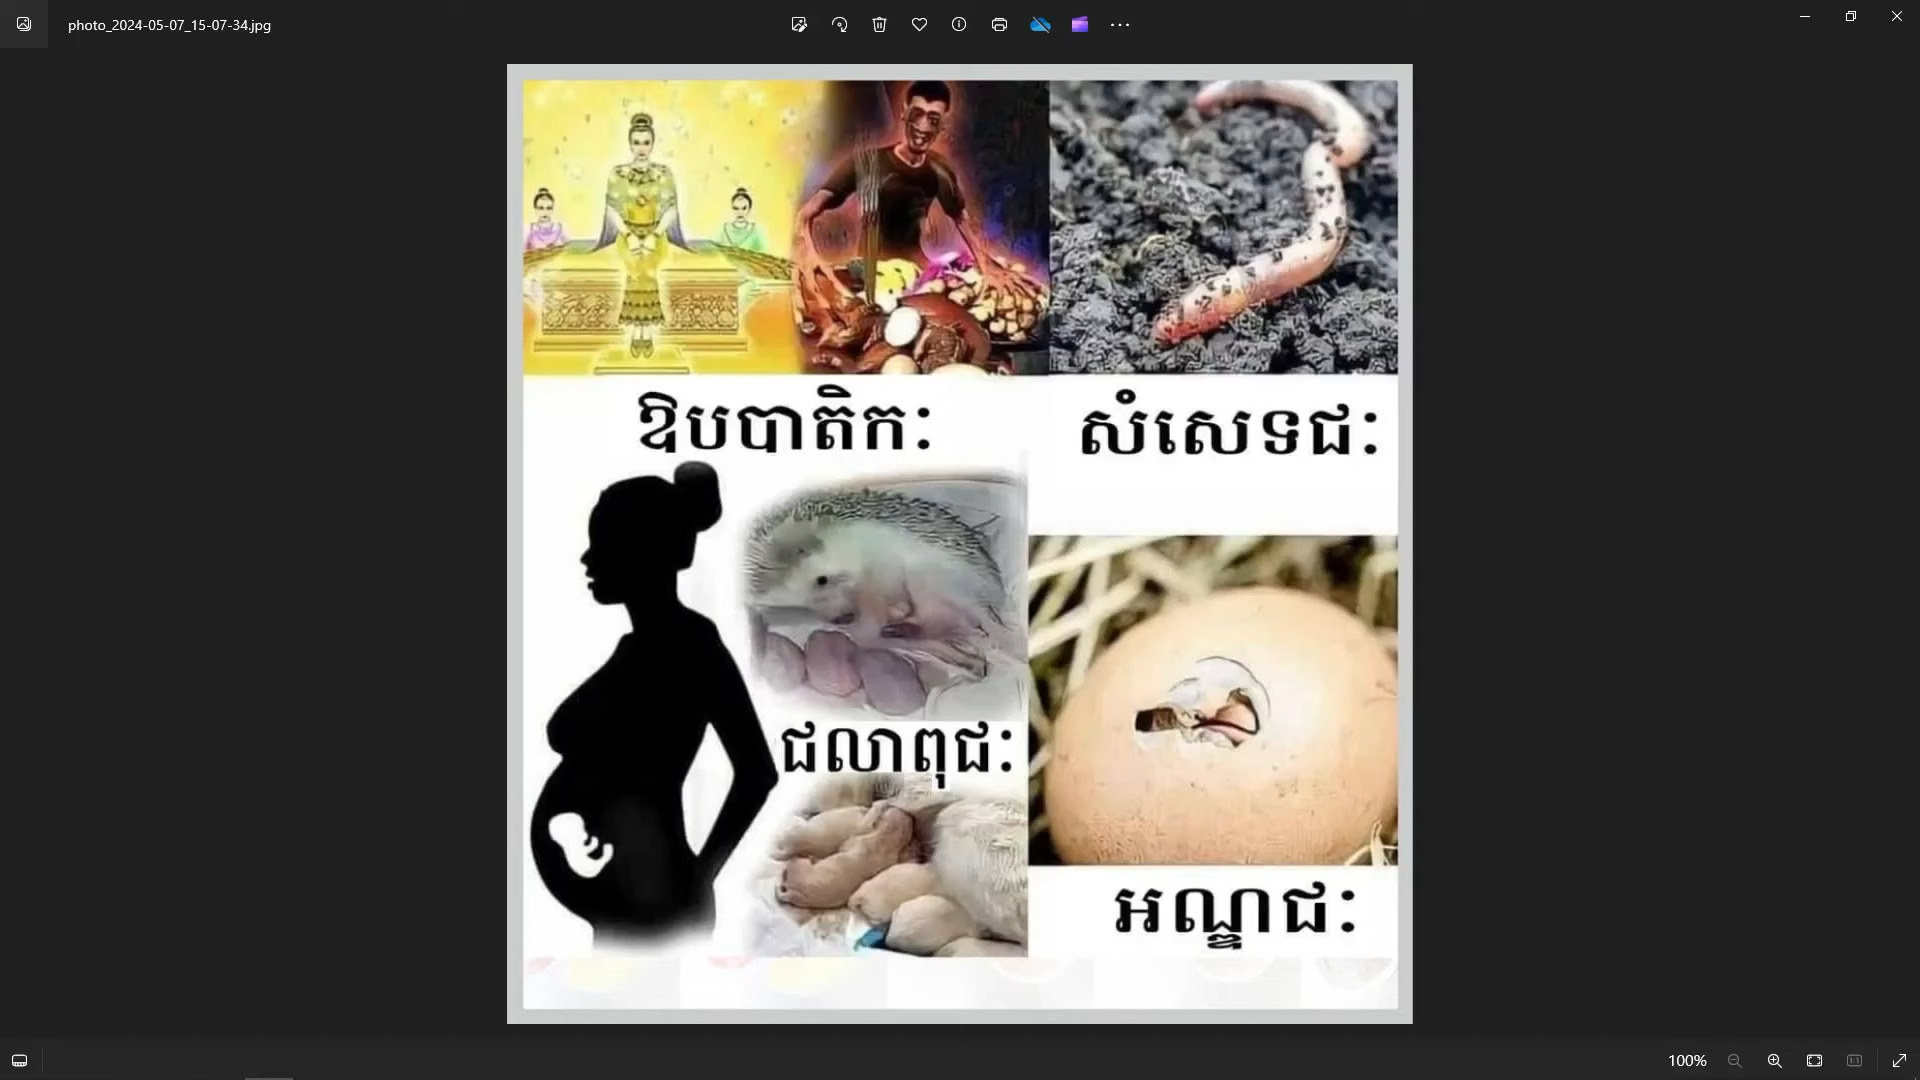 photo_2024-05-07_15-07-34.jpg
ឱបបាតិកៈ
សំសេទជៈ
ជលាពុជៈ
អណ្ឌជៈ
100%